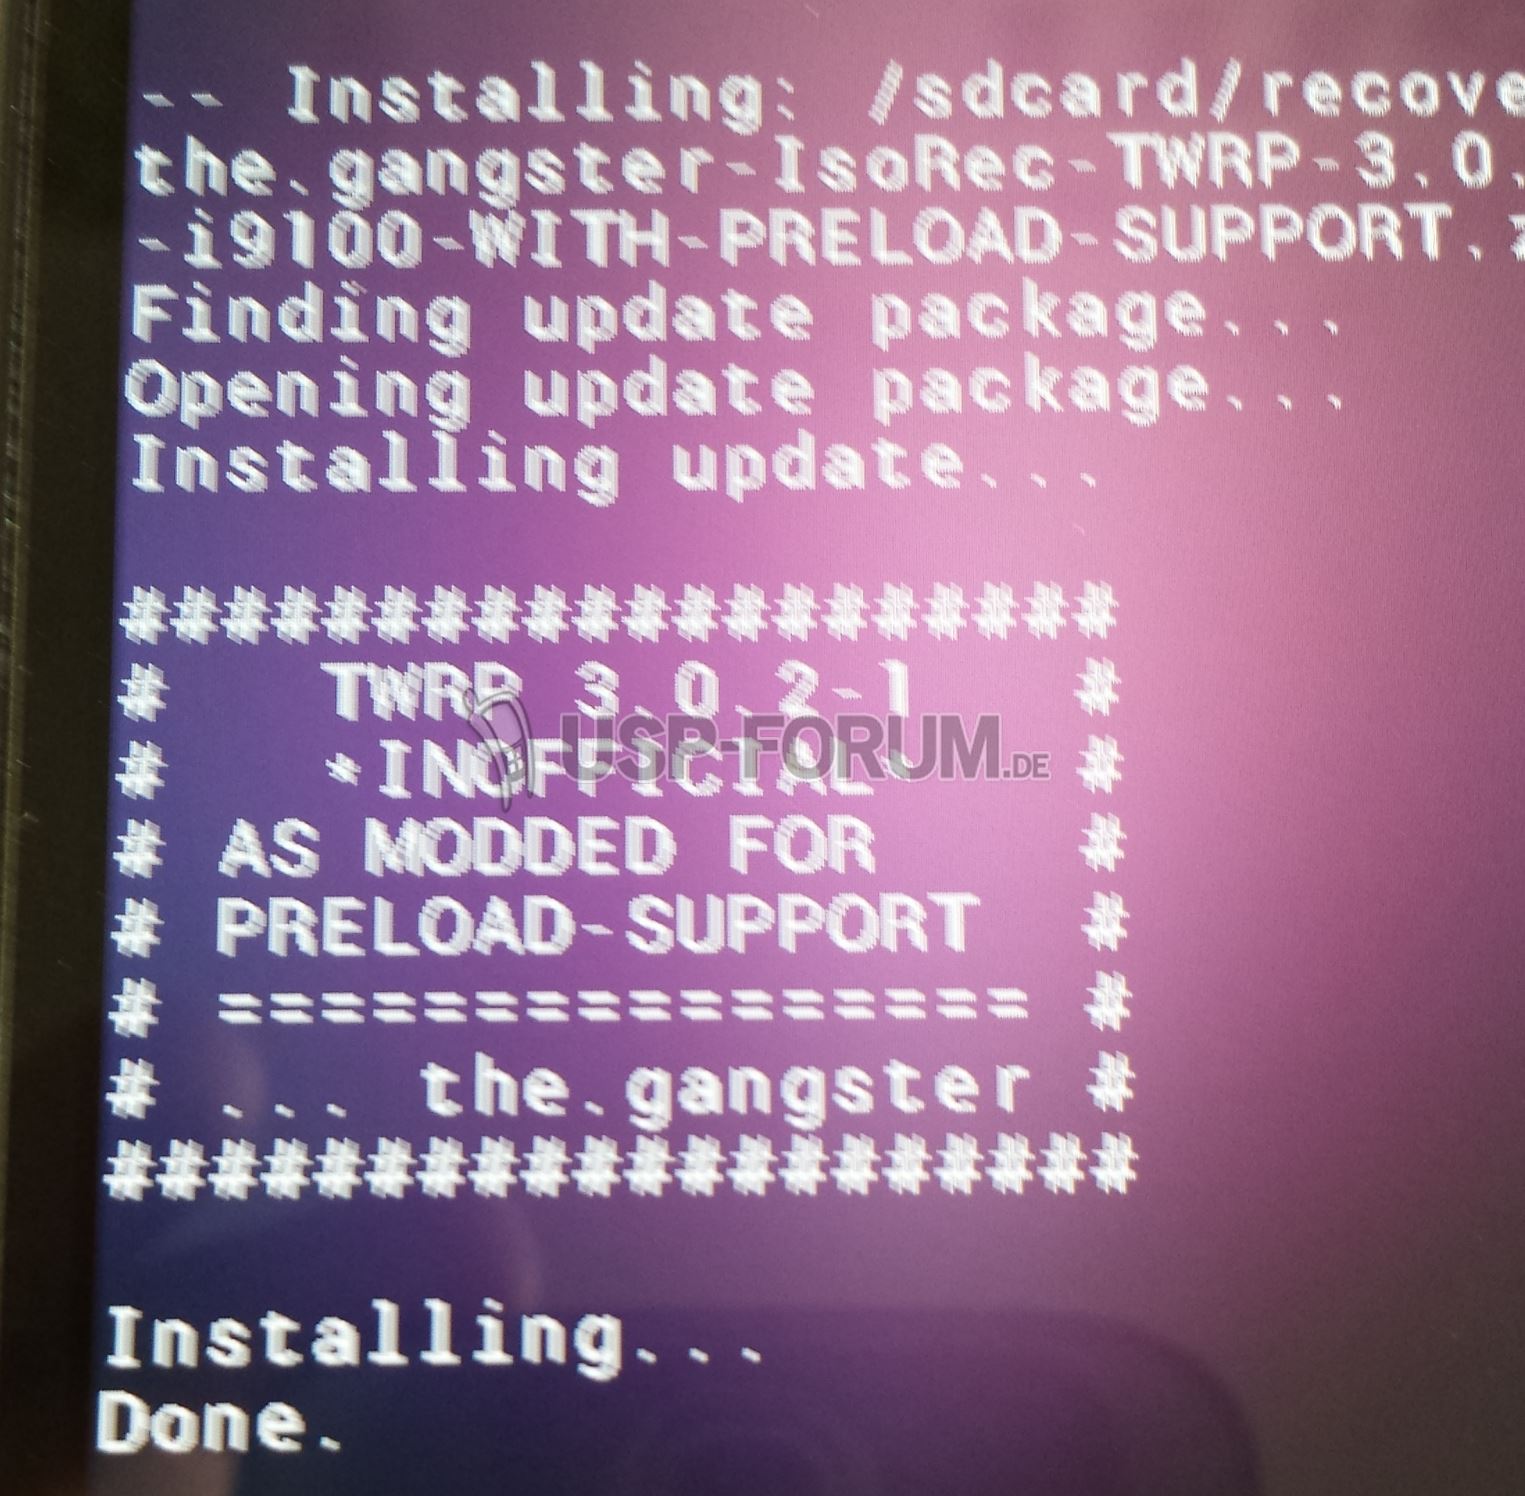 -- Installing: /sdcard/recove
the.gangster-IsoRec-TWRP-3.0.
-i9100-WITH-PRELOAD-SUPPORT.z
Finding update package...
Opening update package...
Installing update...
####################
# TWRP 3.0.2-1 #
# *INOFFICIAL* #
# AS MODDED FOR #
# PRELOAD-SUPPORT #
# ================ #
# ... the.gangster #
####################
Installing...
Done.
USP-FORUM.DE